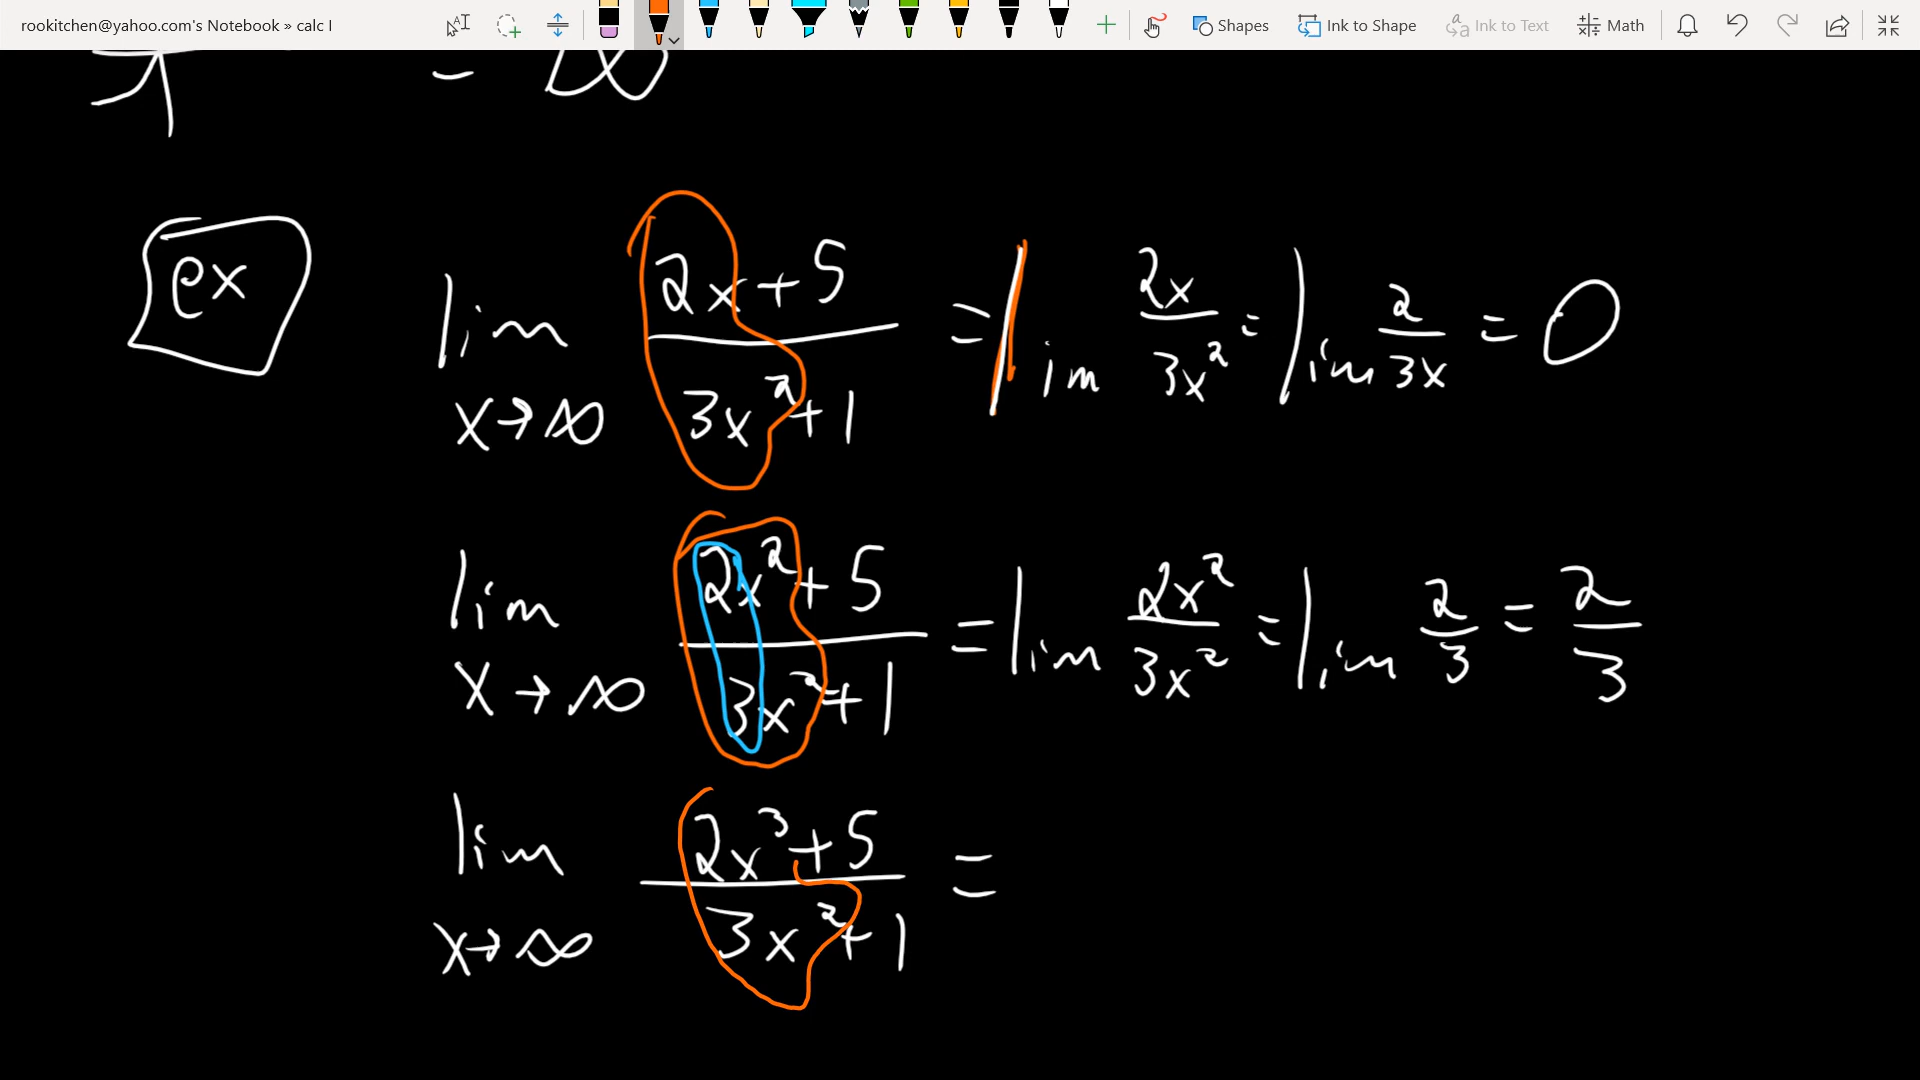 rookitchen@yahoo.com's Notebook » calc I
Shapes
Ink to Shape
Ink to Text
Math
= ∞
ex
lim x→∞ (2x+5)/(3x²+1) = lim 2x/(3x²) = lim 2/(3x) = 0
lim x→∞ (2x²+5)/(3x²+1) = lim 2x²/(3x²) = lim 2/3 = 2/3
lim x→∞ (2x³+5)/(3x²+1) =